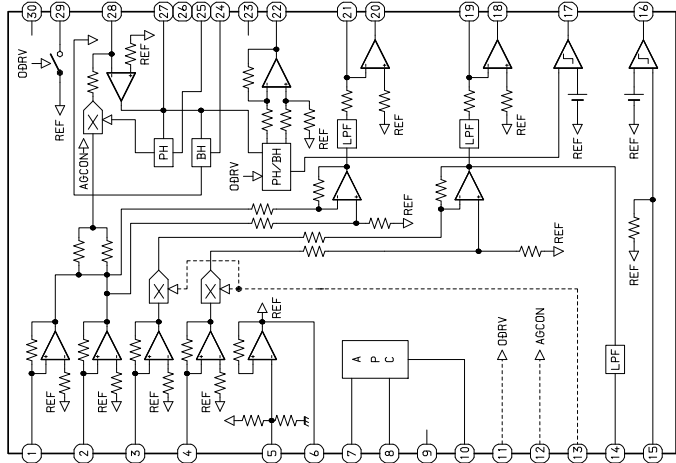 30 29 28 27 26 25 24 23 22 21 20 19 18 17 16
ODRV
REF
REF
AGCON
X
PH
BH
ODRV
PH/BH
REF
LPF
REF
LPF
REF
REF
REF
REF
REF
REF
X
X
REF
REF
REF
REF
REF
APC
ODRV
AGCON
LPF
1 2 3 4 5 6 7 8 9 10 11 12 13 14 15